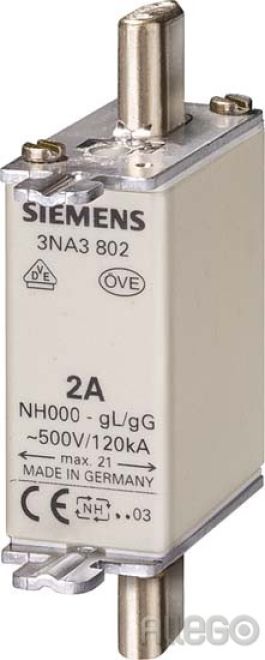 SIEMENS
3NA3 802
DVE ÖVE
2A
NH000 - gL/gG
~500V/120kA
max. 21
MADE IN GERMANY
CE NH ..03
Allego